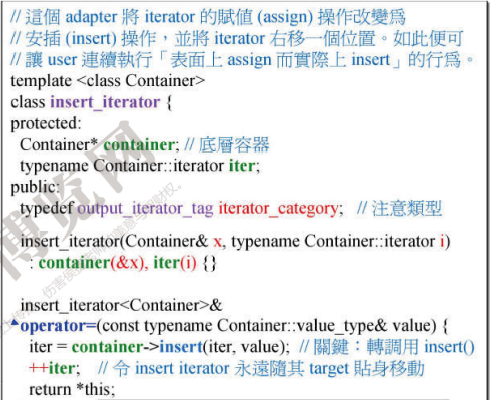 // 這個 adapter 將 iterator 的賦值 (assign) 操作改變為
// 安插 (insert) 操作，並將 iterator 右移一個位置。如此便可
// 讓 user 連續執行「表面上 assign 而實際上 insert」的行為。
template <class Container>
class insert_iterator {
protected:
Container* container; // 底層容器
typename Container::iterator iter;
public:
typedef output_iterator_tag iterator_category; // 注意類型
insert_iterator(Container& x, typename Container::iterator i)
: container(&x), iter(i) {}
insert_iterator<Container>&
operator=(const typename Container::value_type& value) {
iter = container->insert(iter, value); // 關鍵：轉調用 insert()
++iter; // 令 insert iterator 永遠隨其 target 貼身移動
return *this;
博览网